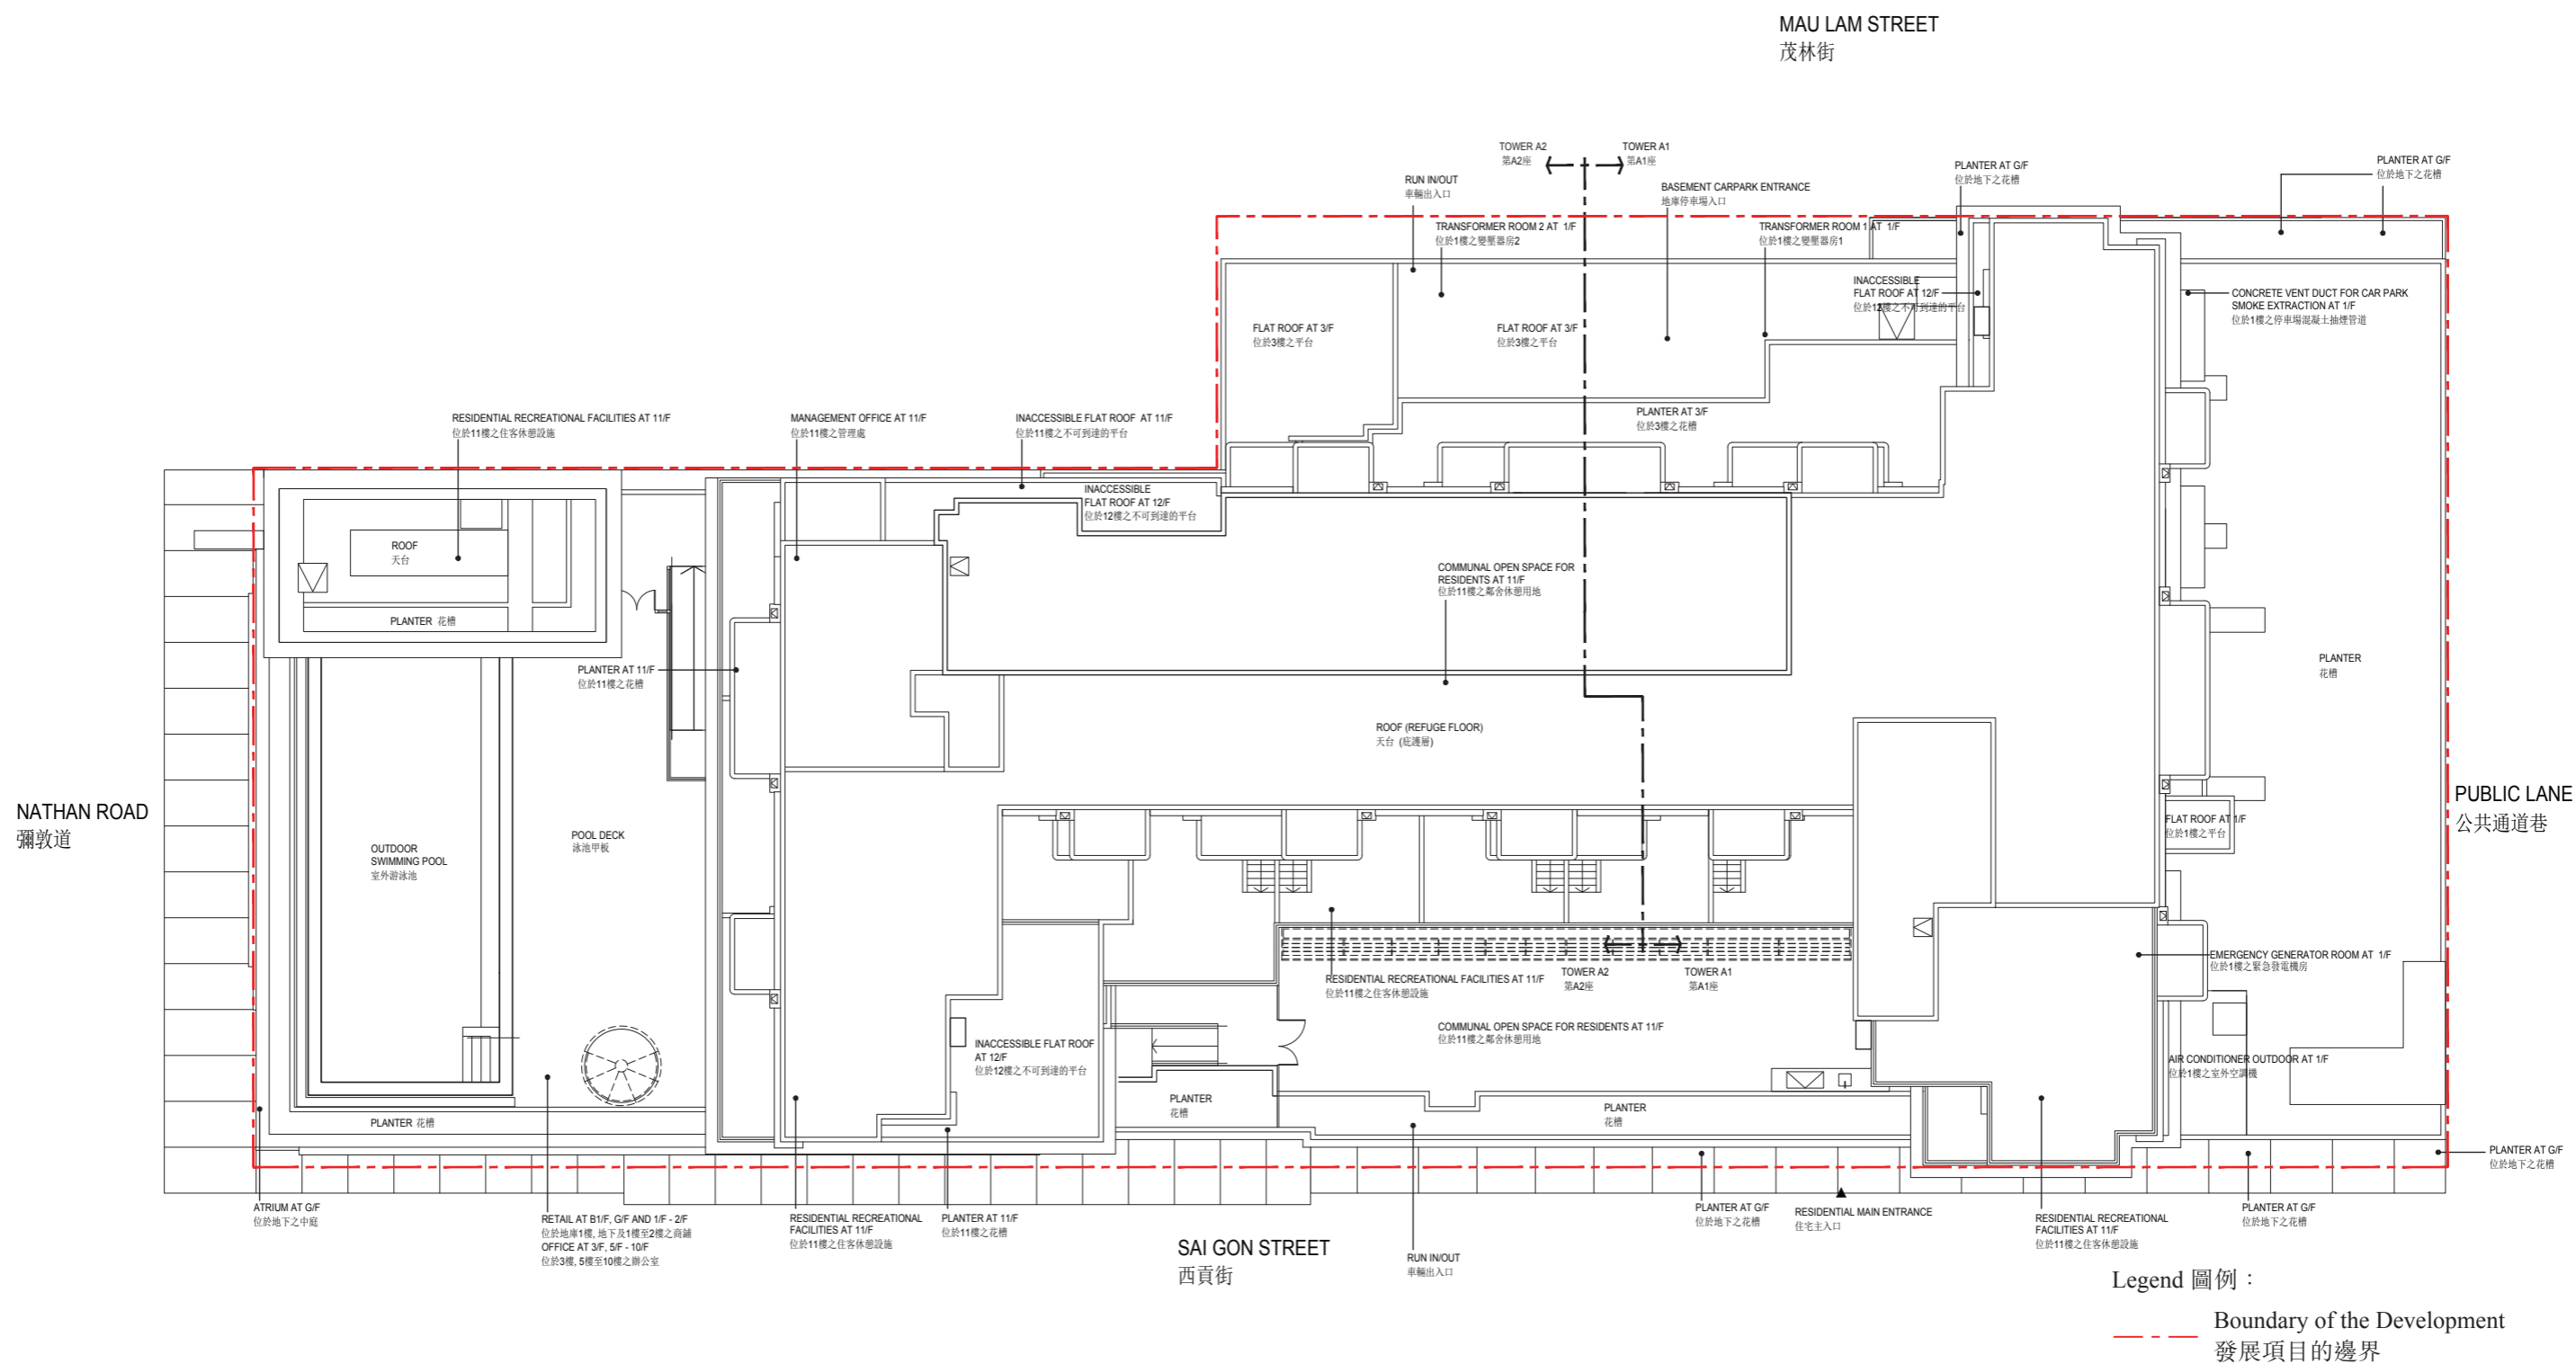 MAU LAM STREET
茂林街
TOWER A2
第A2座
TOWER A1
第A1座
RUN IN/OUT
車輛出入口
BASEMENT CARPARK ENTRANCE
地庫停車場入口
PLANTER AT G/F
位於地下之花槽
PLANTER AT G/F
位於地下之花槽
TRANSFORMER ROOM 2 AT 1/F
位於1樓之變壓器房2
TRANSFORMER ROOM 1 AT 1/F
位於1樓之變壓器房1
INACCESSIBLE
FLAT ROOF AT 12/F
位於12樓之不可到達的平台
CONCRETE VENT DUCT FOR CAR PARK
SMOKE EXTRACTION AT 1/F
位於1樓之停車場混凝土抽煙管道
FLAT ROOF AT 3/F
位於3樓之平台
FLAT ROOF AT 3/F
位於3樓之平台
PLANTER AT 3/F
位於3樓之花槽
RESIDENTIAL RECREATIONAL FACILITIES AT 11/F
位於11樓之住客休憩設施
MANAGEMENT OFFICE AT 11/F
位於11樓之管理處
INACCESSIBLE FLAT ROOF AT 11/F
位於11樓之不可到達的平台
INACCESSIBLE
FLAT ROOF AT 12/F
位於12樓之不可到達的平台
ROOF
天台
PLANTER 花槽
COMMUNAL OPEN SPACE FOR
RESIDENTS AT 11/F
位於11樓之鄰舍休憩用地
PLANTER AT 11/F
位於11樓之花槽
PLANTER
花槽
ROOF (REFUGE FLOOR)
天台 (庇護層)
NATHAN ROAD
彌敦道
PUBLIC LANE
公共通道巷
OUTDOOR
SWIMMING POOL
室外游泳池
POOL DECK
泳池甲板
FLAT ROOF AT 1/F
位於1樓之平台
EMERGENCY GENERATOR ROOM AT 1/F
位於1樓之緊急發電機房
RESIDENTIAL RECREATIONAL FACILITIES AT 11/F
位於11樓之住客休憩設施
TOWER A2
第A2座
TOWER A1
第A1座
COMMUNAL OPEN SPACE FOR RESIDENTS AT 11/F
位於11樓之鄰舍休憩用地
INACCESSIBLE FLAT ROOF
AT 12/F
位於12樓之不可到達的平台
AIR CONDITIONER OUTDOOR AT 1/F
位於1樓之室外空調機
PLANTER
花槽
PLANTER
花槽
PLANTER 花槽
PLANTER AT G/F
位於地下之花槽
ATRIUM AT G/F
位於地下之中庭
RETAIL AT B1/F, G/F AND 1/F - 2/F
位於地庫1樓, 地下及1樓至2樓之商舖
OFFICE AT 3/F, 5/F - 10/F
位於3樓, 5樓至10樓之辦公室
RESIDENTIAL RECREATIONAL
FACILITIES AT 11/F
位於11樓之住客休憩設施
PLANTER AT 11/F
位於11樓之花槽
SAI GON STREET
西貢街
RUN IN/OUT
車輛出入口
PLANTER AT G/F
位於地下之花槽
RESIDENTIAL MAIN ENTRANCE
住宅主入口
RESIDENTIAL RECREATIONAL
FACILITIES AT 11/F
位於11樓之住客休憩設施
PLANTER AT G/F
位於地下之花槽
Legend 圖例：
Boundary of the Development
發展項目的邊界